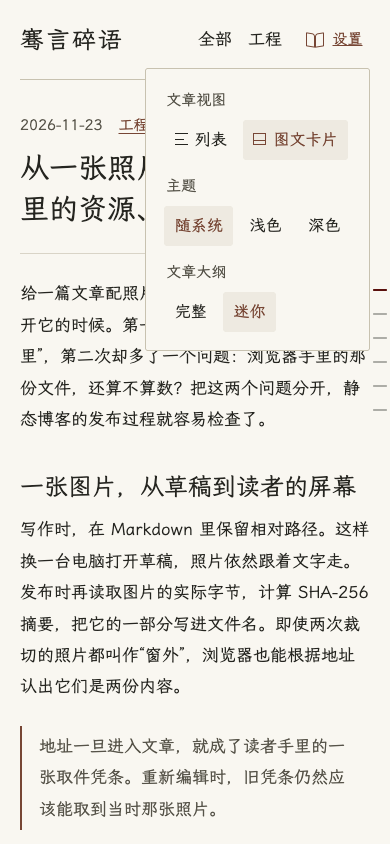 骞言碎语
全部 工程 设置
文章视图
列表 图文卡片
主题
随系统 浅色 深色
文章大纲
完整 迷你
2026-11-23 工程
从一张照片
里的资源、
给一篇文章配照片
开它的时候。第一
里”，第二次却多了一个问题：浏览器手里的那
份文件，还算不算数？把这两个问题分开，静
态博客的发布过程就容易检查了。
一张图片，从草稿到读者的屏幕
写作时，在 Markdown 里保留相对路径。这样
换一台电脑打开草稿，照片依然跟着文字走。
发布时再读取图片的实际字节，计算 SHA-256
摘要，把它的一部分写进文件名。即使两次裁
切的照片都叫作“窗外”，浏览器也能根据地址
认出它们是两份内容。
地址一旦进入文章，就成了读者手里的一
张取件凭条。重新编辑时，旧凭条仍然应
该能取到当时那张照片。